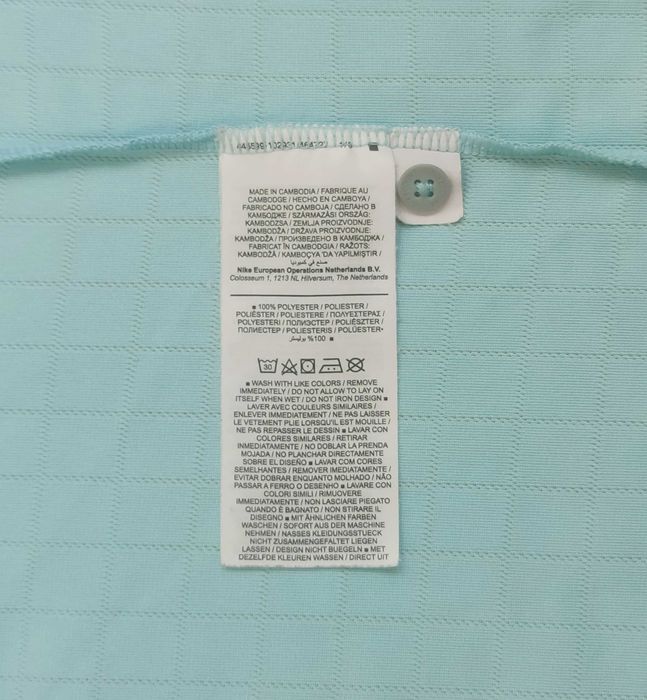 MADE IN CAMBODIA / FABRIQUE AU
CAMBODGE / HECHO EN CAMBOYA /
FABRICADO NO CAMBOJA / СДЕЛАНО В
КАМБОДЖЕ / SZÁRMAZÁSI ORSZÁG:
KAMBODZSA / ZEMLJA PROIZVODNJE:
KAMBODŽA / DRŽAVA PROIZVODNJE:
KAMBODŽA / ПРОИЗВЕДЕНО В КАМБОДЖА /
FABRICAT ÎN CAMBODGIA / RAŽOTS:
KAMBODŽĀ / KAMBOÇYA'DA YAPILMIŞTIR /
صنع في كمبوديا
Nike European Operations Netherlands B.V.
Colosseum 1, 1213 NL Hilversum, The Netherlands
■ 100% POLYESTER / POLIESTER /
POLIÉSTER / POLIESTERE / ΠΟΛΥΕΣΤΕΡΑΣ /
POLYESTERI / ПОЛИЭСТЕР / POLIÉSZTER /
ПОЛИЕСТЕР / POLIESTERIS / POLÜESTER-
■ 100% بوليستر
30
■ WASH WITH LIKE COLORS / REMOVE
IMMEDIATELY / DO NOT ALLOW TO LAY ON
ITSELF WHEN WET / DO NOT IRON DESIGN ■
LAVER AVEC COULEURS SIMILAIRES /
ENLEVER IMMEDIATEMENT / NE PAS LAISSER
LE VETEMENT PLIE LORSQU'IL EST MOUILLE /
NE PAS REPASSER LE DESSIN ■ LAVAR CON
COLORES SIMILARES / RETIRAR
INMEDIATAMENTE / NO DOBLAR LA PRENDA
MOJADA / NO PLANCHAR DIRECTAMENTE
SOBRE EL DISEÑO ■ LAVAR COM CORES
SEMELHANTES / REMOVER IMEDIATAMENTE /
EVITAR DOBRAR ENQUANTO MOLHADO / NÃO
PASSAR A FERRO O DESENHO ■ LAVARE CON
COLORI SIMILI / RIMUOVERE
IMMEDIATAMENTE / NON LASCIARE PIEGATO
QUANDO È BAGNATO / NON STIRARE IL
DISEGNO ■ MIT ÄHNLICHEN FARBEN
WASCHEN / SOFORT AUS DER MASCHINE
NEHMEN / NASSES KLEIDUNGSSTUECK
NICHT ZUSAMMENGEFALTET LIEGEN
LASSEN / DESIGN NICHT BUEGELN ■ MET
DEZELFDE KLEUREN WASSEN / DIRECT UIT